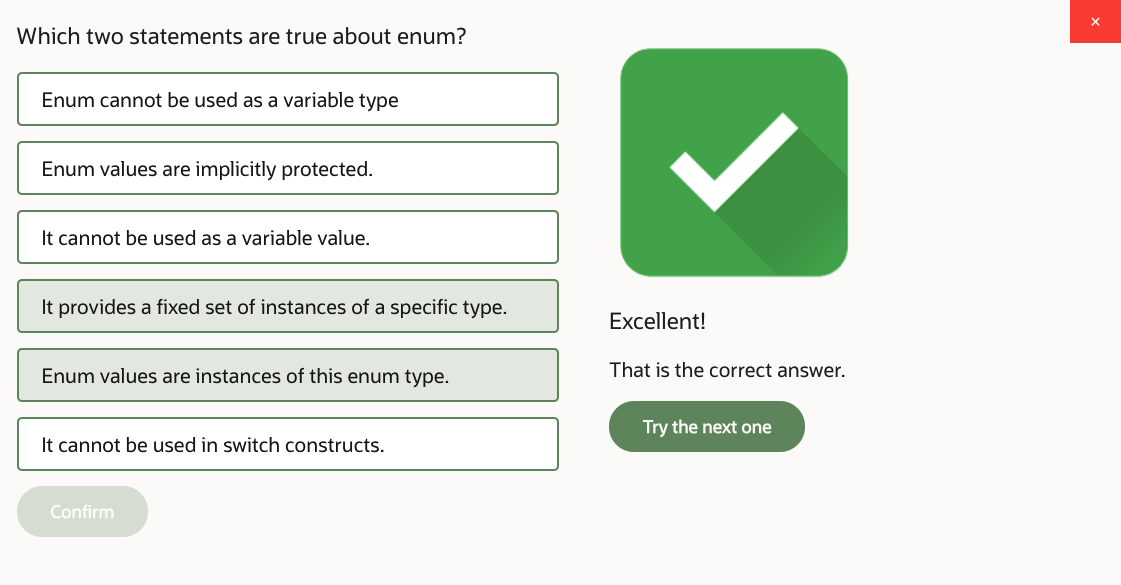 Which two statements are true about enum?
Enum cannot be used as a variable type
Enum values are implicitly protected.
It cannot be used as a variable value.
It provides a fixed set of instances of a specific type.
Enum values are instances of this enum type.
It cannot be used in switch constructs.
Confirm
×
Excellent!
That is the correct answer.
Try the next one